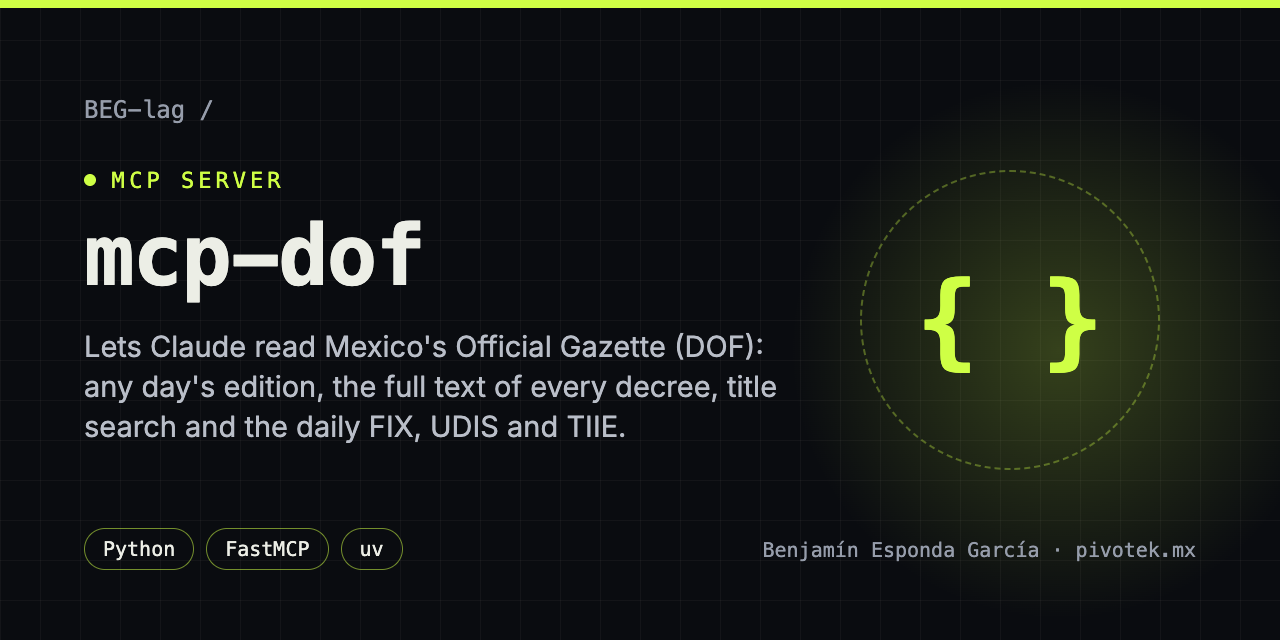 BEG-lag /
MCP SERVER
mcp-dof
Lets Claude read Mexico's Official Gazette (DOF):
any day's edition, the full text of every decree, title
search and the daily FIX, UDIS and TIIE.
{ }
Python FastMCP uv
Benjamín Esponda García · pivotek.mx